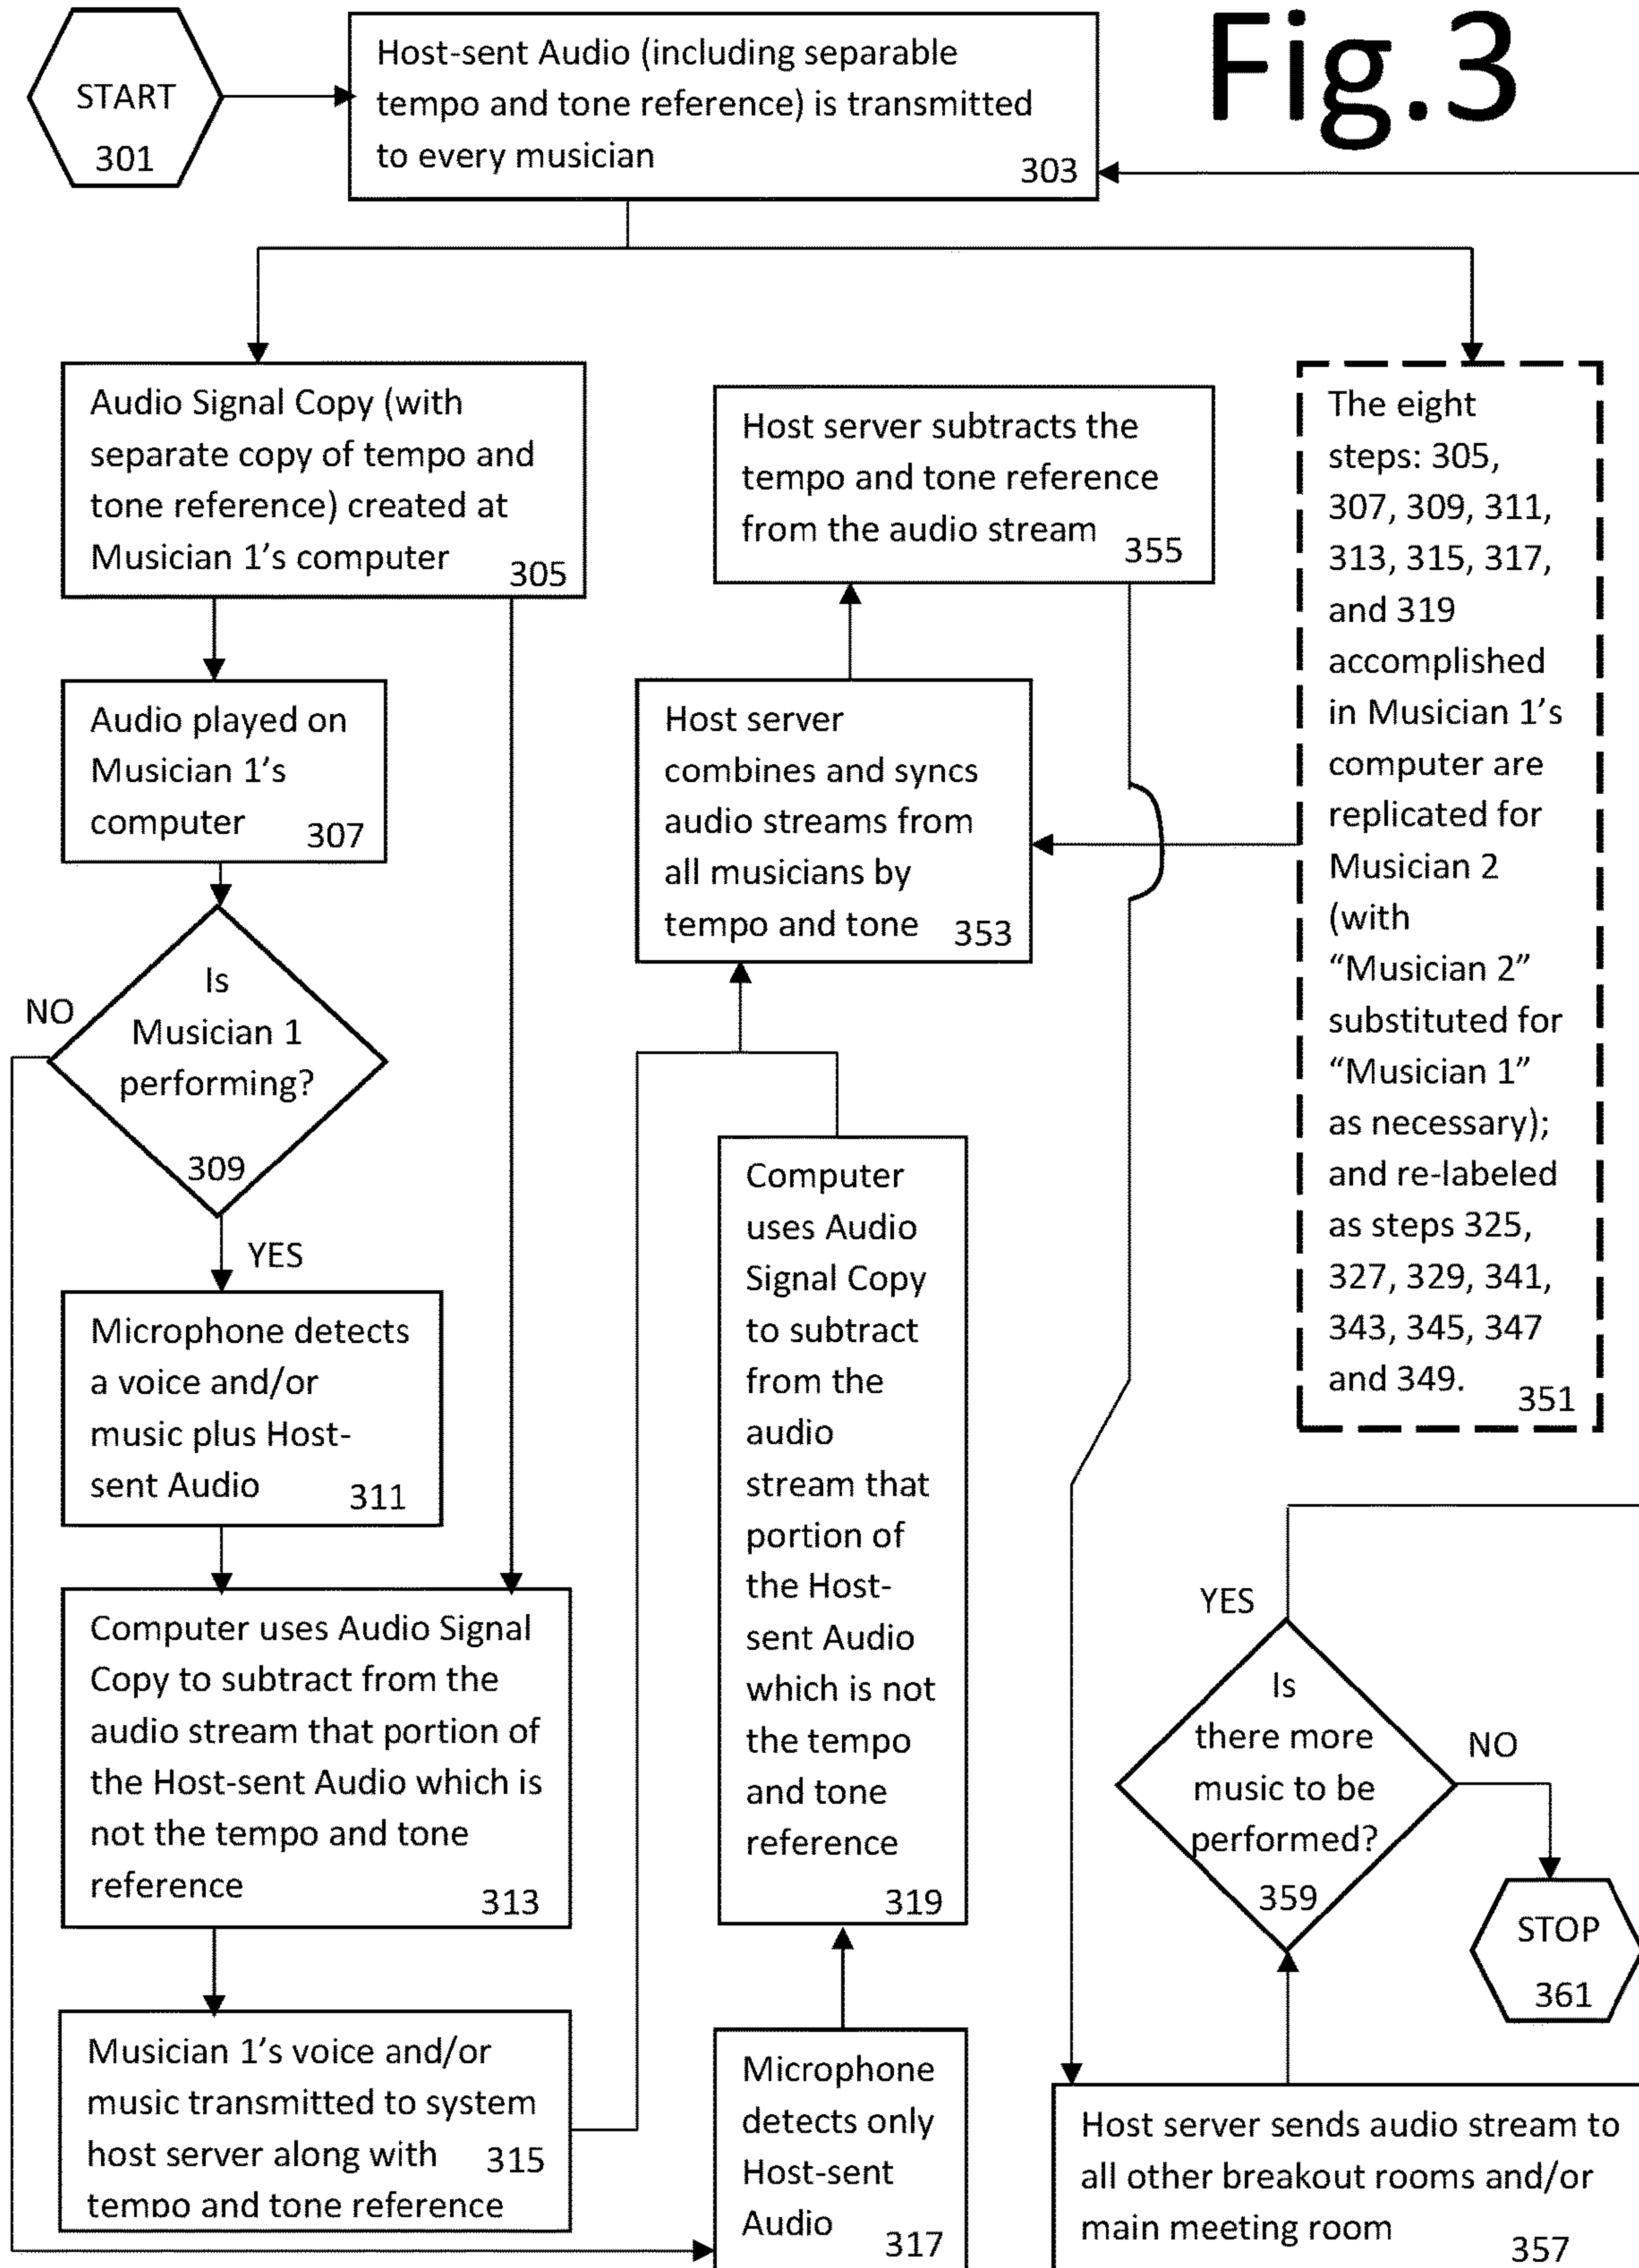 Fig.3
START
301
Host-sent Audio (including separable
tempo and tone reference) is transmitted
to every musician
303
Audio Signal Copy (with
separate copy of tempo and
tone reference) created at
Musician 1’s computer
305
Audio played on
Musician 1’s
computer
307
Is
Musician 1
performing?
309
NO
YES
Microphone detects
a voice and/or
music plus Host-
sent Audio
311
Computer uses Audio Signal
Copy to subtract from the
audio stream that portion of
the Host-sent Audio which is
not the tempo and tone
reference
313
Musician 1’s voice and/or
music transmitted to system
host server along with
315
tempo and tone reference
Host server subtracts the
tempo and tone reference
from the audio stream
355
Host server
combines and syncs
audio streams from
all musicians by
tempo and tone
353
Computer
uses Audio
Signal Copy
to subtract
from the
audio
stream that
portion of
the Host-
sent Audio
which is not
the tempo
and tone
reference
319
Microphone
detects only
Host-sent
Audio
317
The eight
steps: 305,
307, 309, 311,
313, 315, 317,
and 319
accomplished
in Musician 1’s
computer are
replicated for
Musician 2
(with
“Musician 2”
substituted for
“Musician 1”
as necessary);
and re-labeled
as steps 325,
327, 329, 341,
343, 345, 347
and 349.
351
YES
Is
there more
music to be
performed?
359
NO
STOP
361
Host server sends audio stream to
all other breakout rooms and/or
main meeting room
357